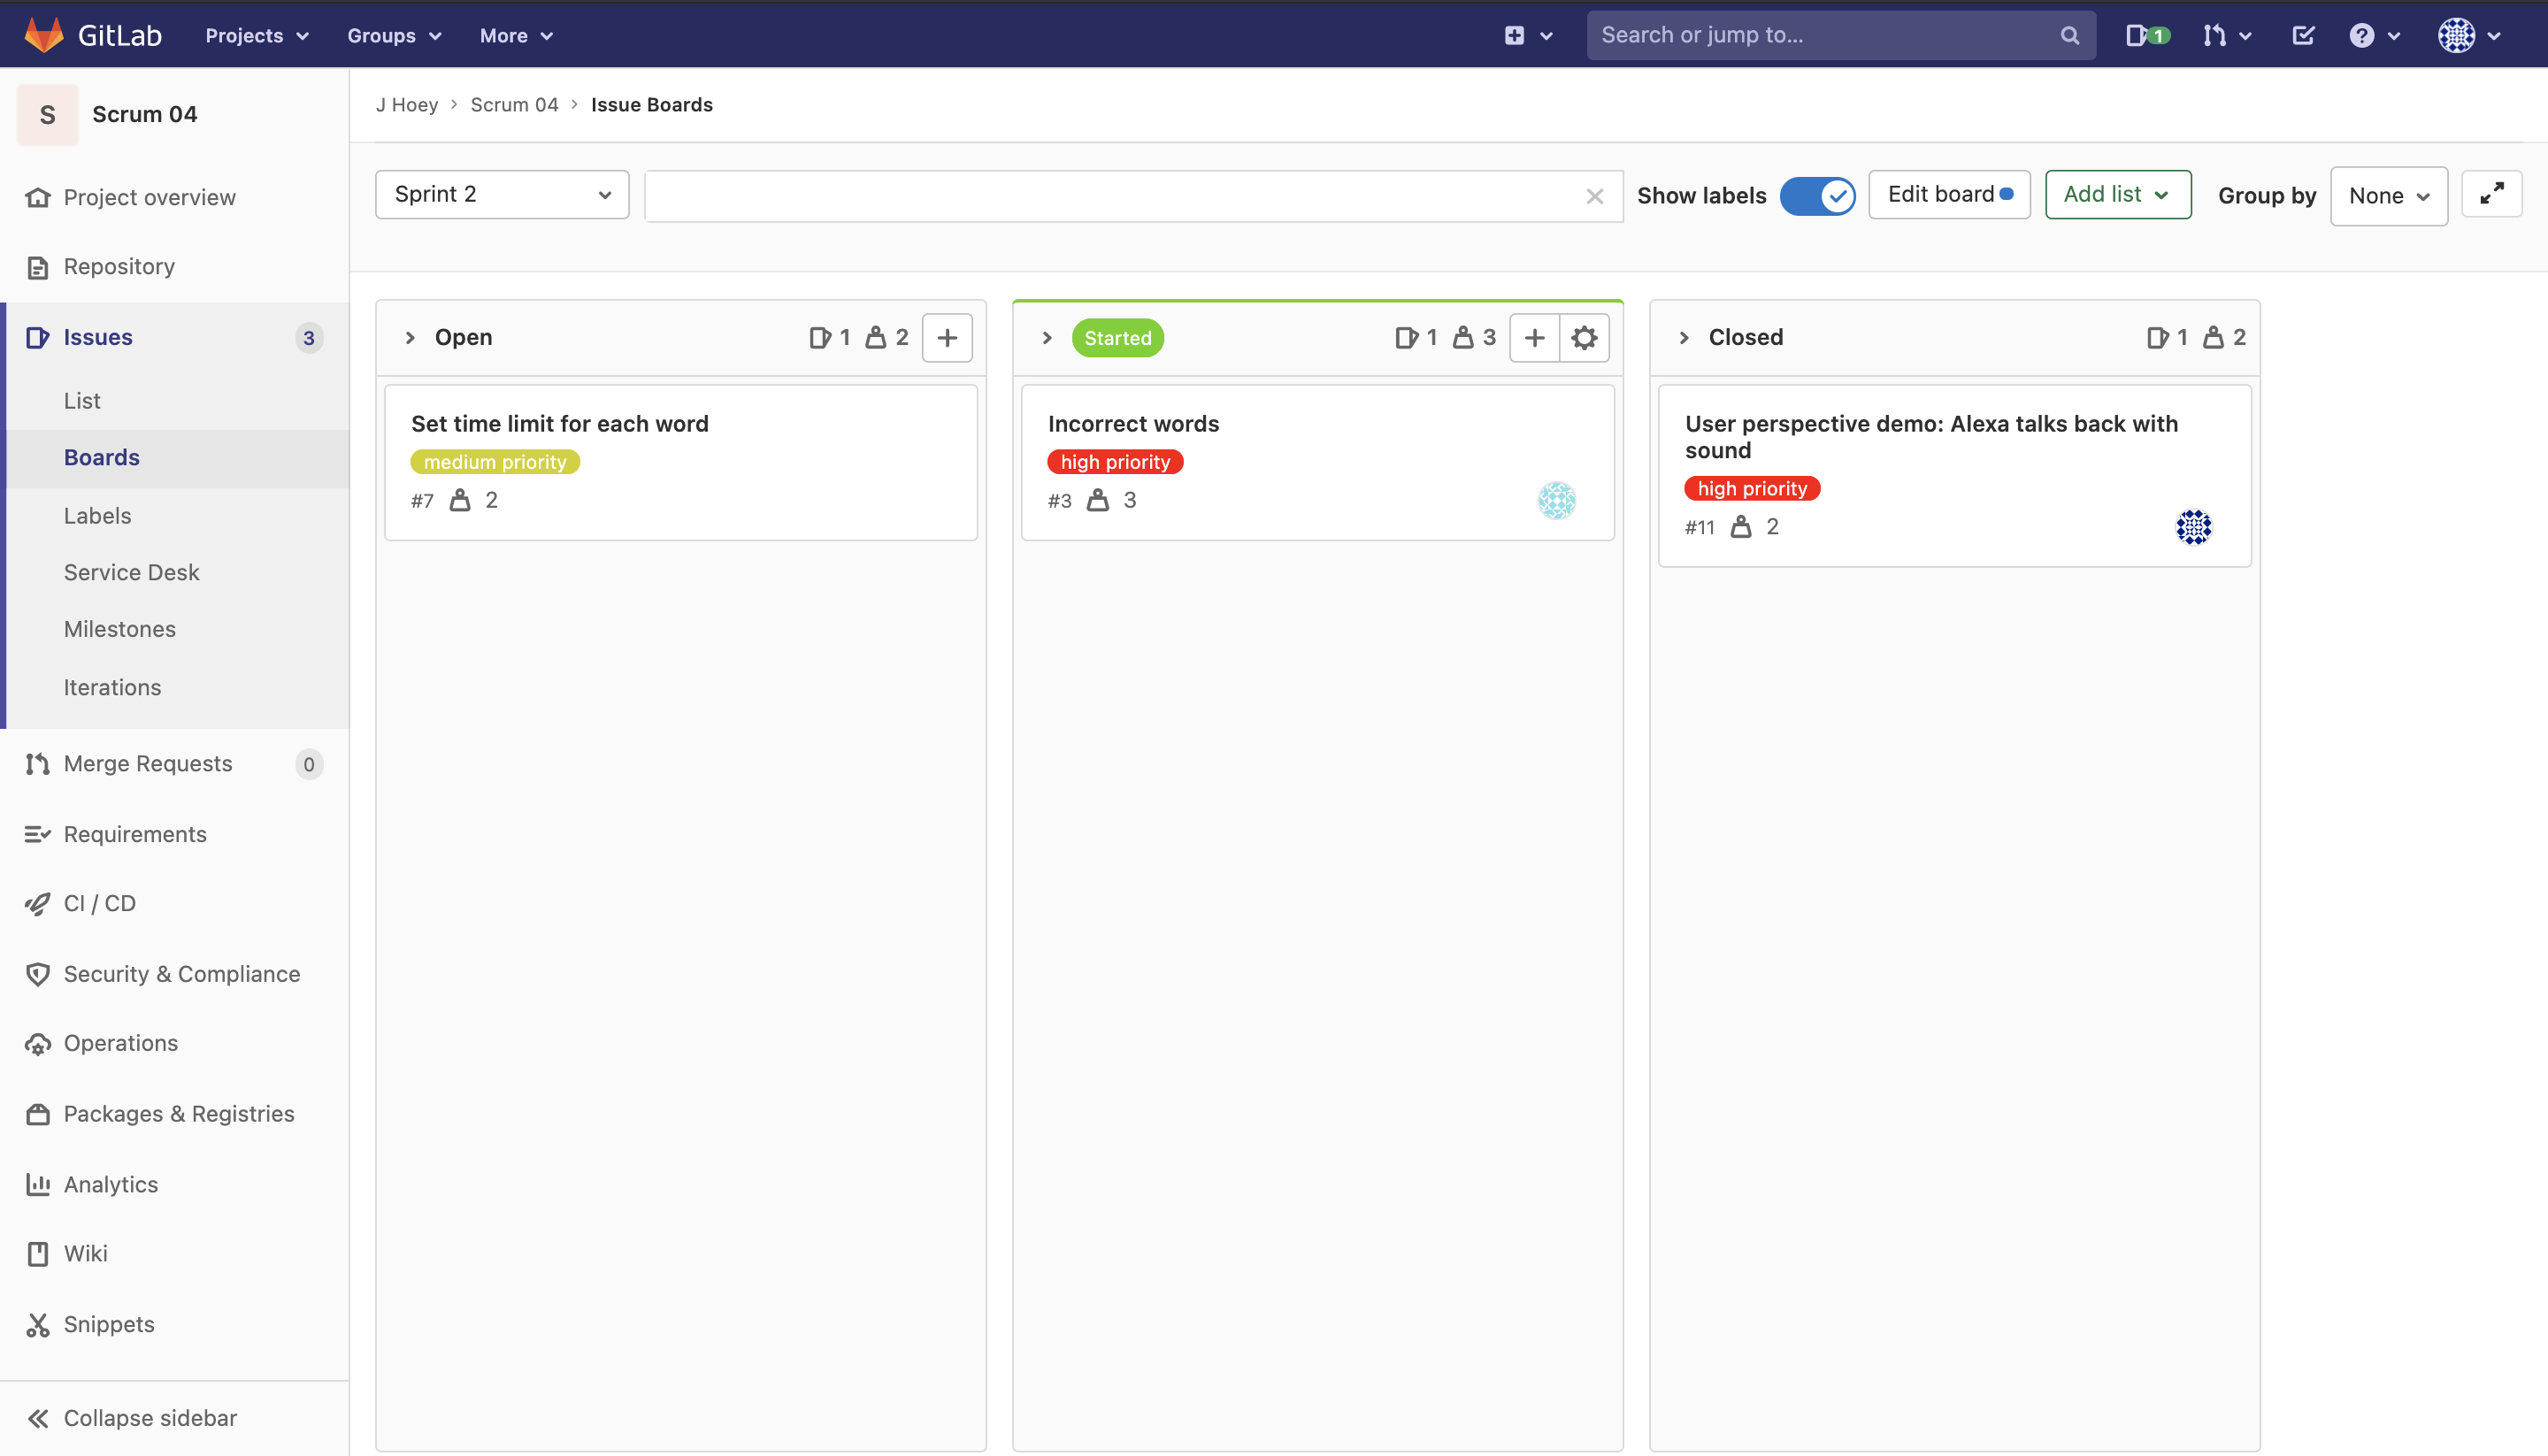 GitLab Projects Groups More Search or jump to... 1
S Scrum 04
J Hoey > Scrum 04 > Issue Boards
Sprint 2 Show labels Edit board Add list Group by None
Project overview
Repository
Issues 3
List
Boards
Labels
Service Desk
Milestones
Iterations
Merge Requests 0
Requirements
CI / CD
Security & Compliance
Operations
Packages & Registries
Analytics
Wiki
Snippets
Collapse sidebar
Open 1 2
Set time limit for each word
medium priority
#7 2
Started 1 3
Incorrect words
high priority
#3 3
Closed 1 2
User perspective demo: Alexa talks back with
sound
high priority
#11 2